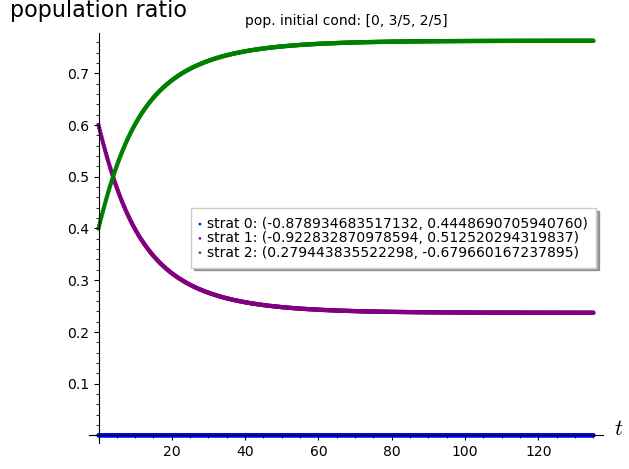 population ratio
pop. initial cond: [0, 3/5, 2/5]
0.7
0.6
0.5
0.4
0.3
0.2
0.1
strat 0: (-0.878934683517132, 0.4448690705940760)
strat 1: (-0.922832870978594, 0.512520294319837)
strat 2: (0.279443835522298, -0.679660167237895)
20 40 60 80 100 120
t